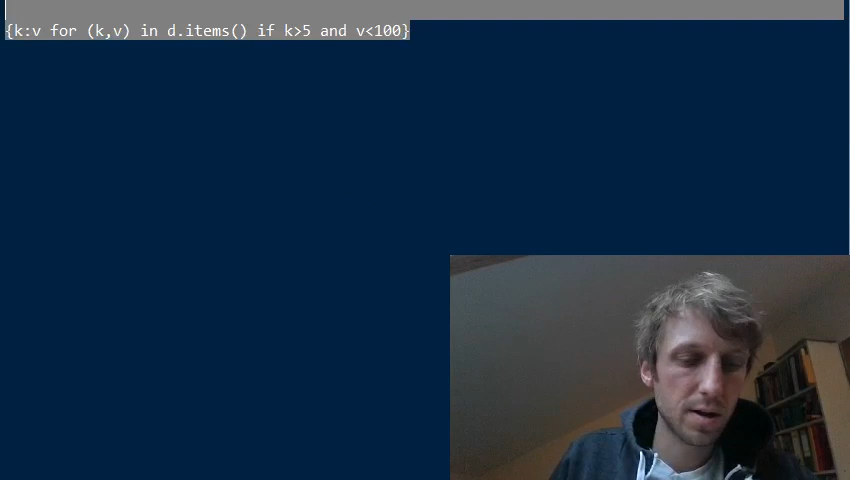 {k:v for (k,v) in d.items() if k>5 and v<100}